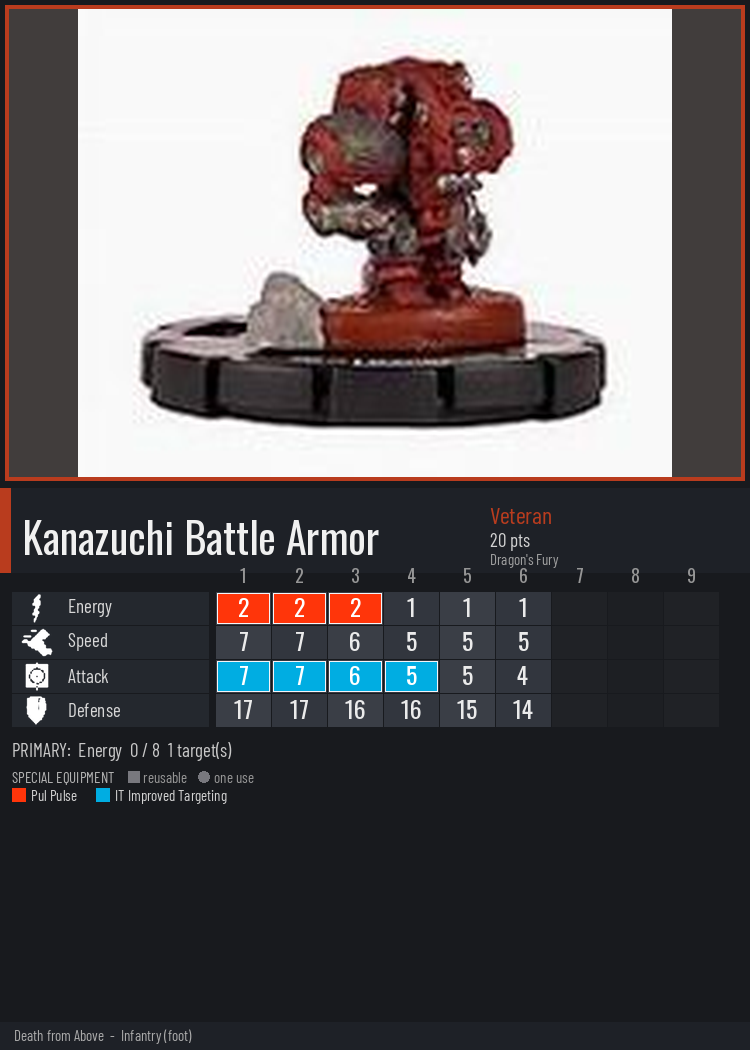 Kanazuchi Battle Armor
Veteran
20 pts
Dragon's Fury
1 2 3 4 5 6 7 8 9
Energy 2 2 2 1 1 1
Speed 7 7 6 5 5 5
Attack 7 7 6 5 5 4
Defense 17 17 16 16 15 14
PRIMARY: Energy 0 / 8 1 target(s)
SPECIAL EQUIPMENT reusable one use
Pul Pulse IT Improved Targeting
Death from Above - Infantry (foot)